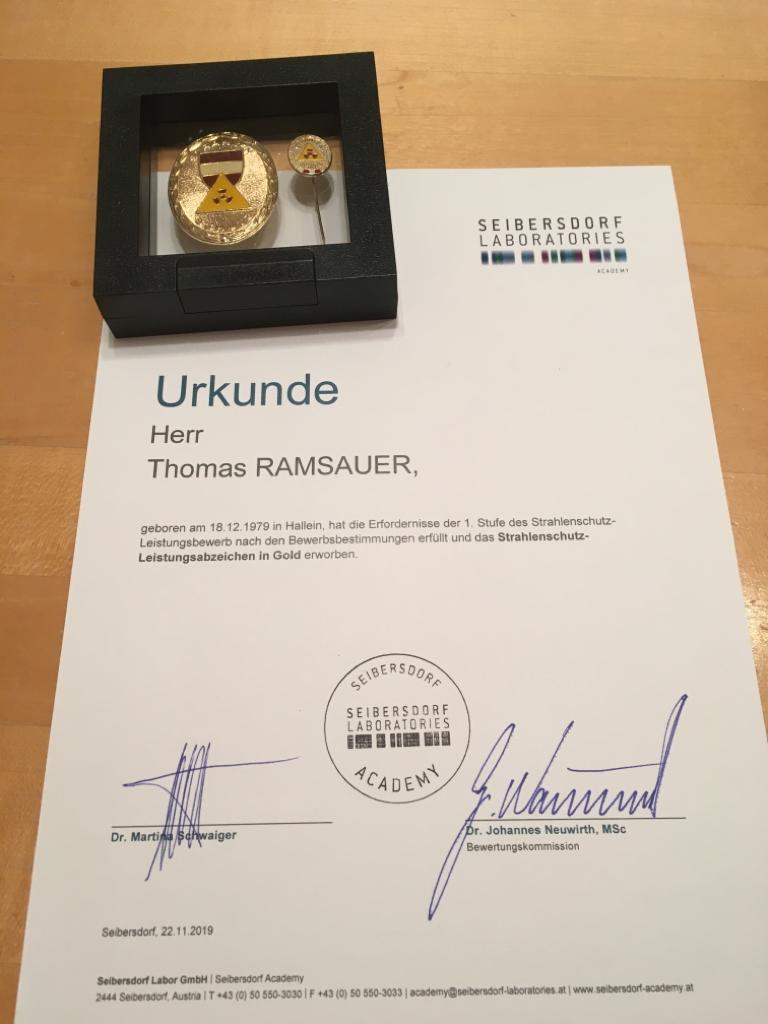 SEIBERSDORF
LABORATORIES
ACADEMY
Urkunde
Herr
Thomas RAMSAUER,
geboren am 18.12.1979 in Hallein, hat die Erfordernisse der 1. Stufe des Strahlenschutz-
Leistungsbewerb nach den Bewerbsbestimmungen erfüllt und das Strahlenschutz-
Leistungsabzeichen in Gold erworben.
SEIBERSDORF
SEIBERSDORF
LABORATORIES
ACADEMY
Dr. Martina Schwaiger
Dr. Johannes Neuwirth, MSc
Bewertungskommission
Seibersdorf, 22.11.2019
Seibersdorf Labor GmbH | Seibersdorf Academy
2444 Seibersdorf, Austria | T +43 (0) 50 550-3030 | F +43 (0) 50 550-3033 | academy@seibersdorf-laboratories.at | www.seibersdorf-academy.at